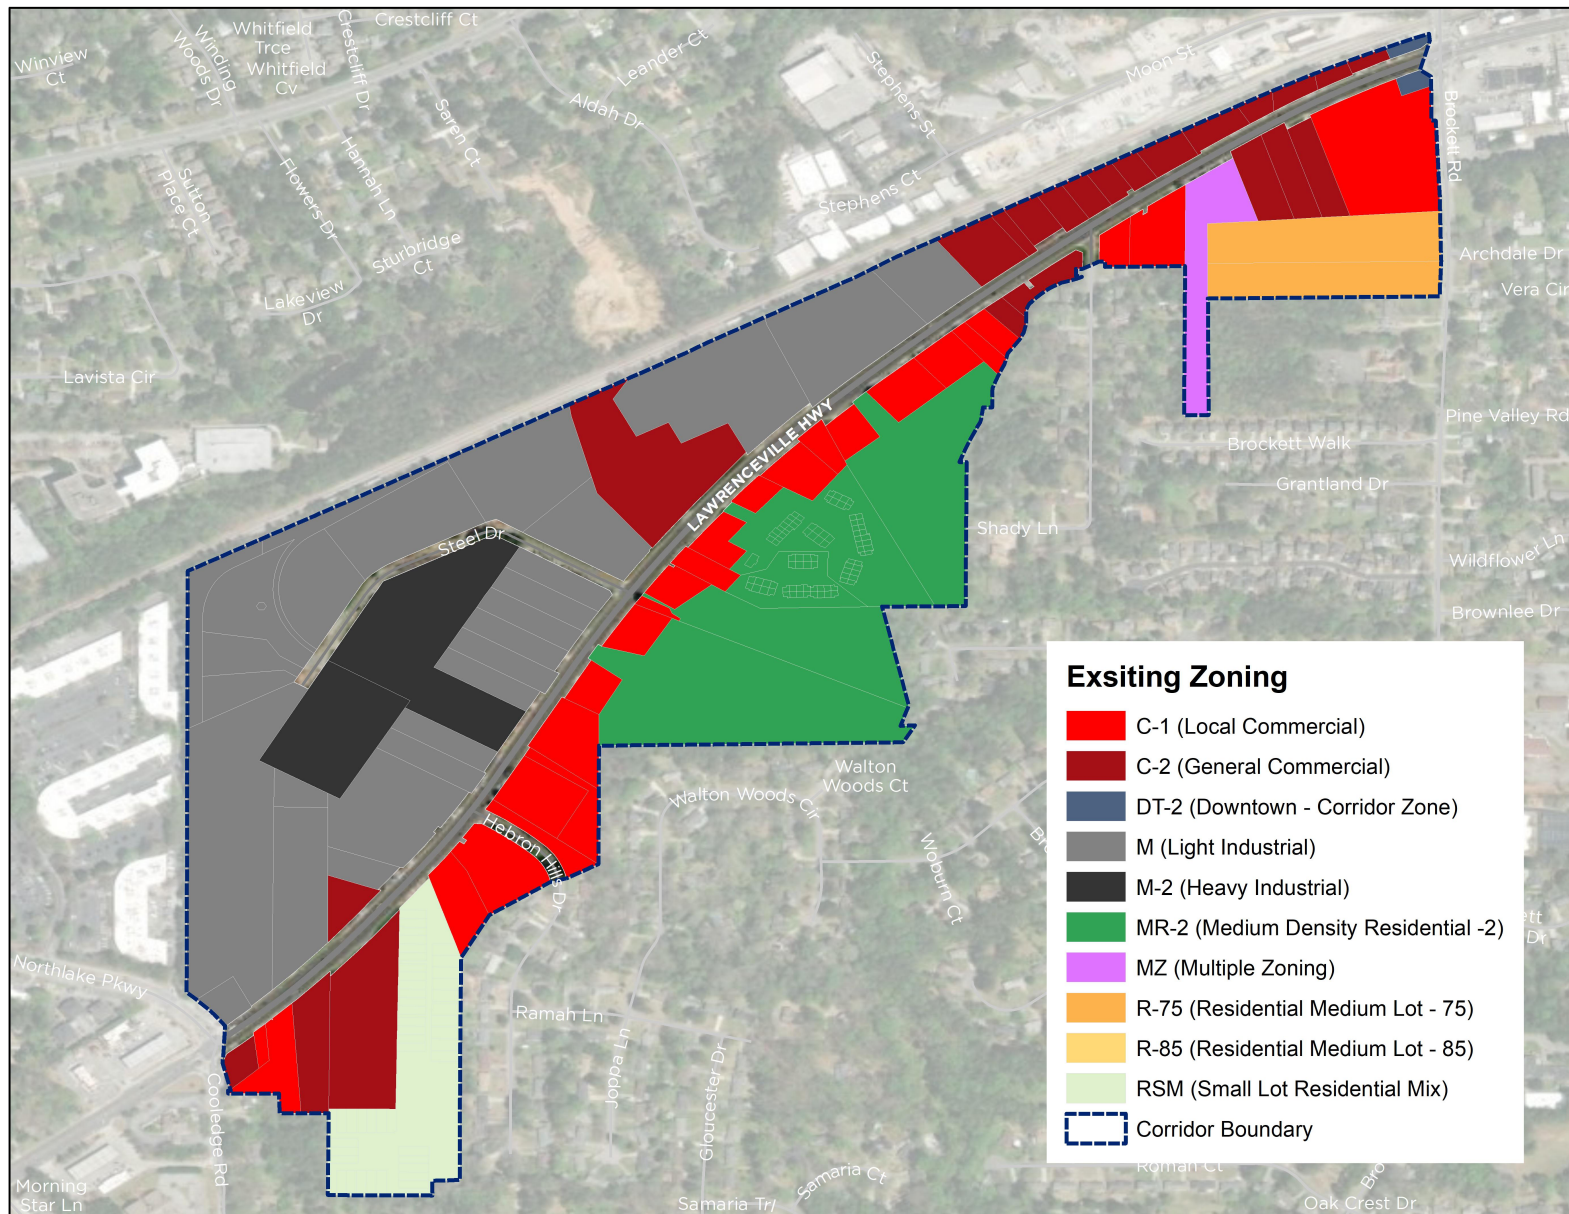 Crestcliff Ct
Whitfield
Trce
Whitfield
Cv
Winding
Woods Dr
Crestcliff Dr
Winview
Ct
Leander Ct
Aldah Dr
Saren Ct
Stephens St
Moon St
Brockett Rd
Hannah Ln
Flowers Dr
Sutton
Place Ct
Stephens Ct
Sturbridge
Ct
Lakeview
Dr
Archdale Dr
Vera Cir
Lavista Cir
LAWRENCEVILLE HWY
Pine Valley Rd
Brockett Walk
Grantland Dr
Shady Ln
Steel Dr
Wildflower Ln
Brownlee Dr
Walton
Woods Ct
Walton Woods Cir
Hebron Hills Dr
Woburn Ct
Northlake Pkwy
Ramah Ln
Joppa Ln
Gloucester Dr
Cooledge Rd
Morning
Star Ln
Samaria Trl
Samaria Ct
Roman Ct
Oak Crest Dr
Bro
Bro
ett
Dr
Exsiting Zoning
C-1 (Local Commercial)
C-2 (General Commercial)
DT-2 (Downtown - Corridor Zone)
M (Light Industrial)
M-2 (Heavy Industrial)
MR-2 (Medium Density Residential -2)
MZ (Multiple Zoning)
R-75 (Residential Medium Lot - 75)
R-85 (Residential Medium Lot - 85)
RSM (Small Lot Residential Mix)
Corridor Boundary